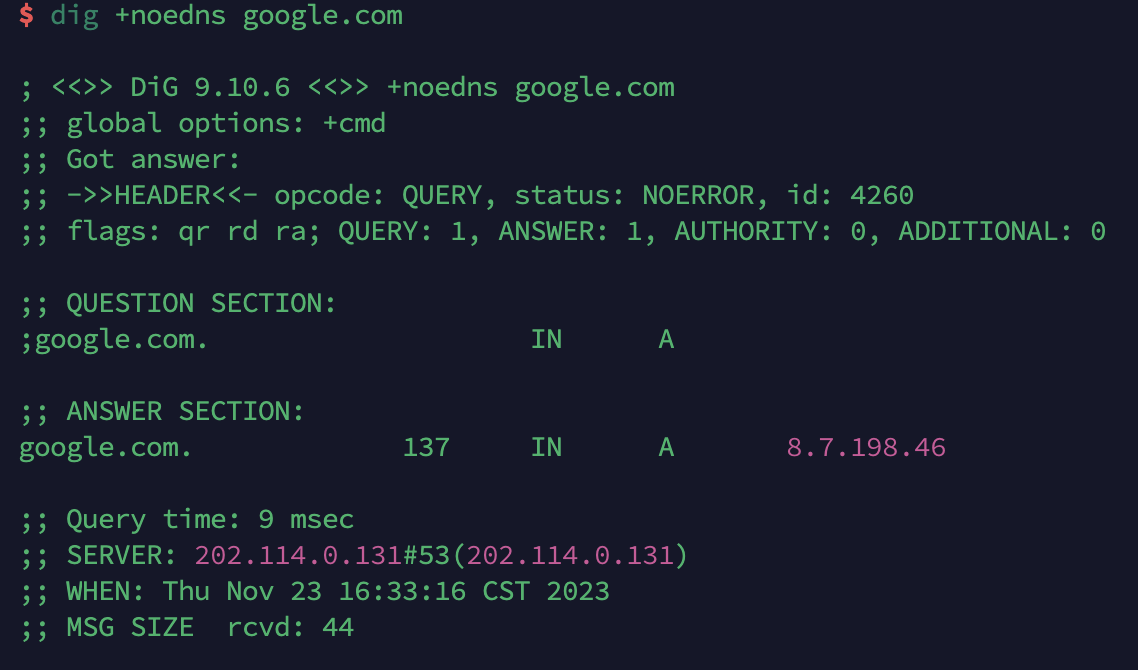 $ dig +noedns google.com
; <<>> DiG 9.10.6 <<>> +noedns google.com
;; global options: +cmd
;; Got answer:
;; ->>HEADER<<- opcode: QUERY, status: NOERROR, id: 4260
;; flags: qr rd ra; QUERY: 1, ANSWER: 1, AUTHORITY: 0, ADDITIONAL: 0
;; QUESTION SECTION:
;google.com. IN A
;; ANSWER SECTION:
google.com. 137 IN A 8.7.198.46
;; Query time: 9 msec
;; SERVER: 202.114.0.131#53(202.114.0.131)
;; WHEN: Thu Nov 23 16:33:16 CST 2023
;; MSG SIZE  rcvd: 44